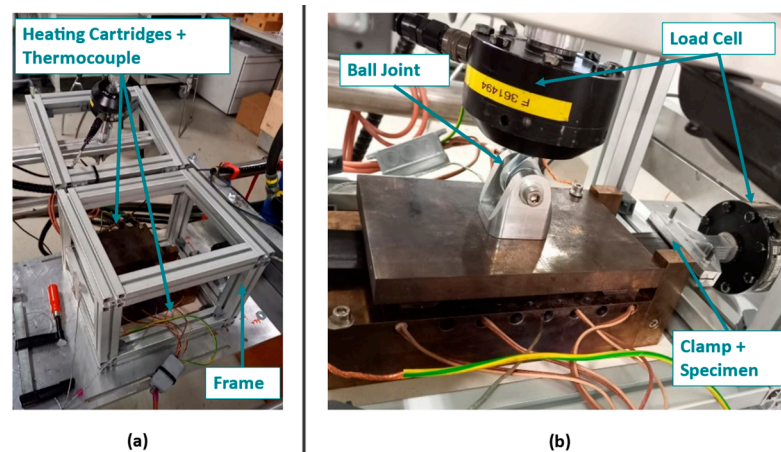 Heating Cartridges +
Thermocouple
Frame
(a)
Load Cell
Ball Joint
F 361494
Clamp +
Specimen
(b)